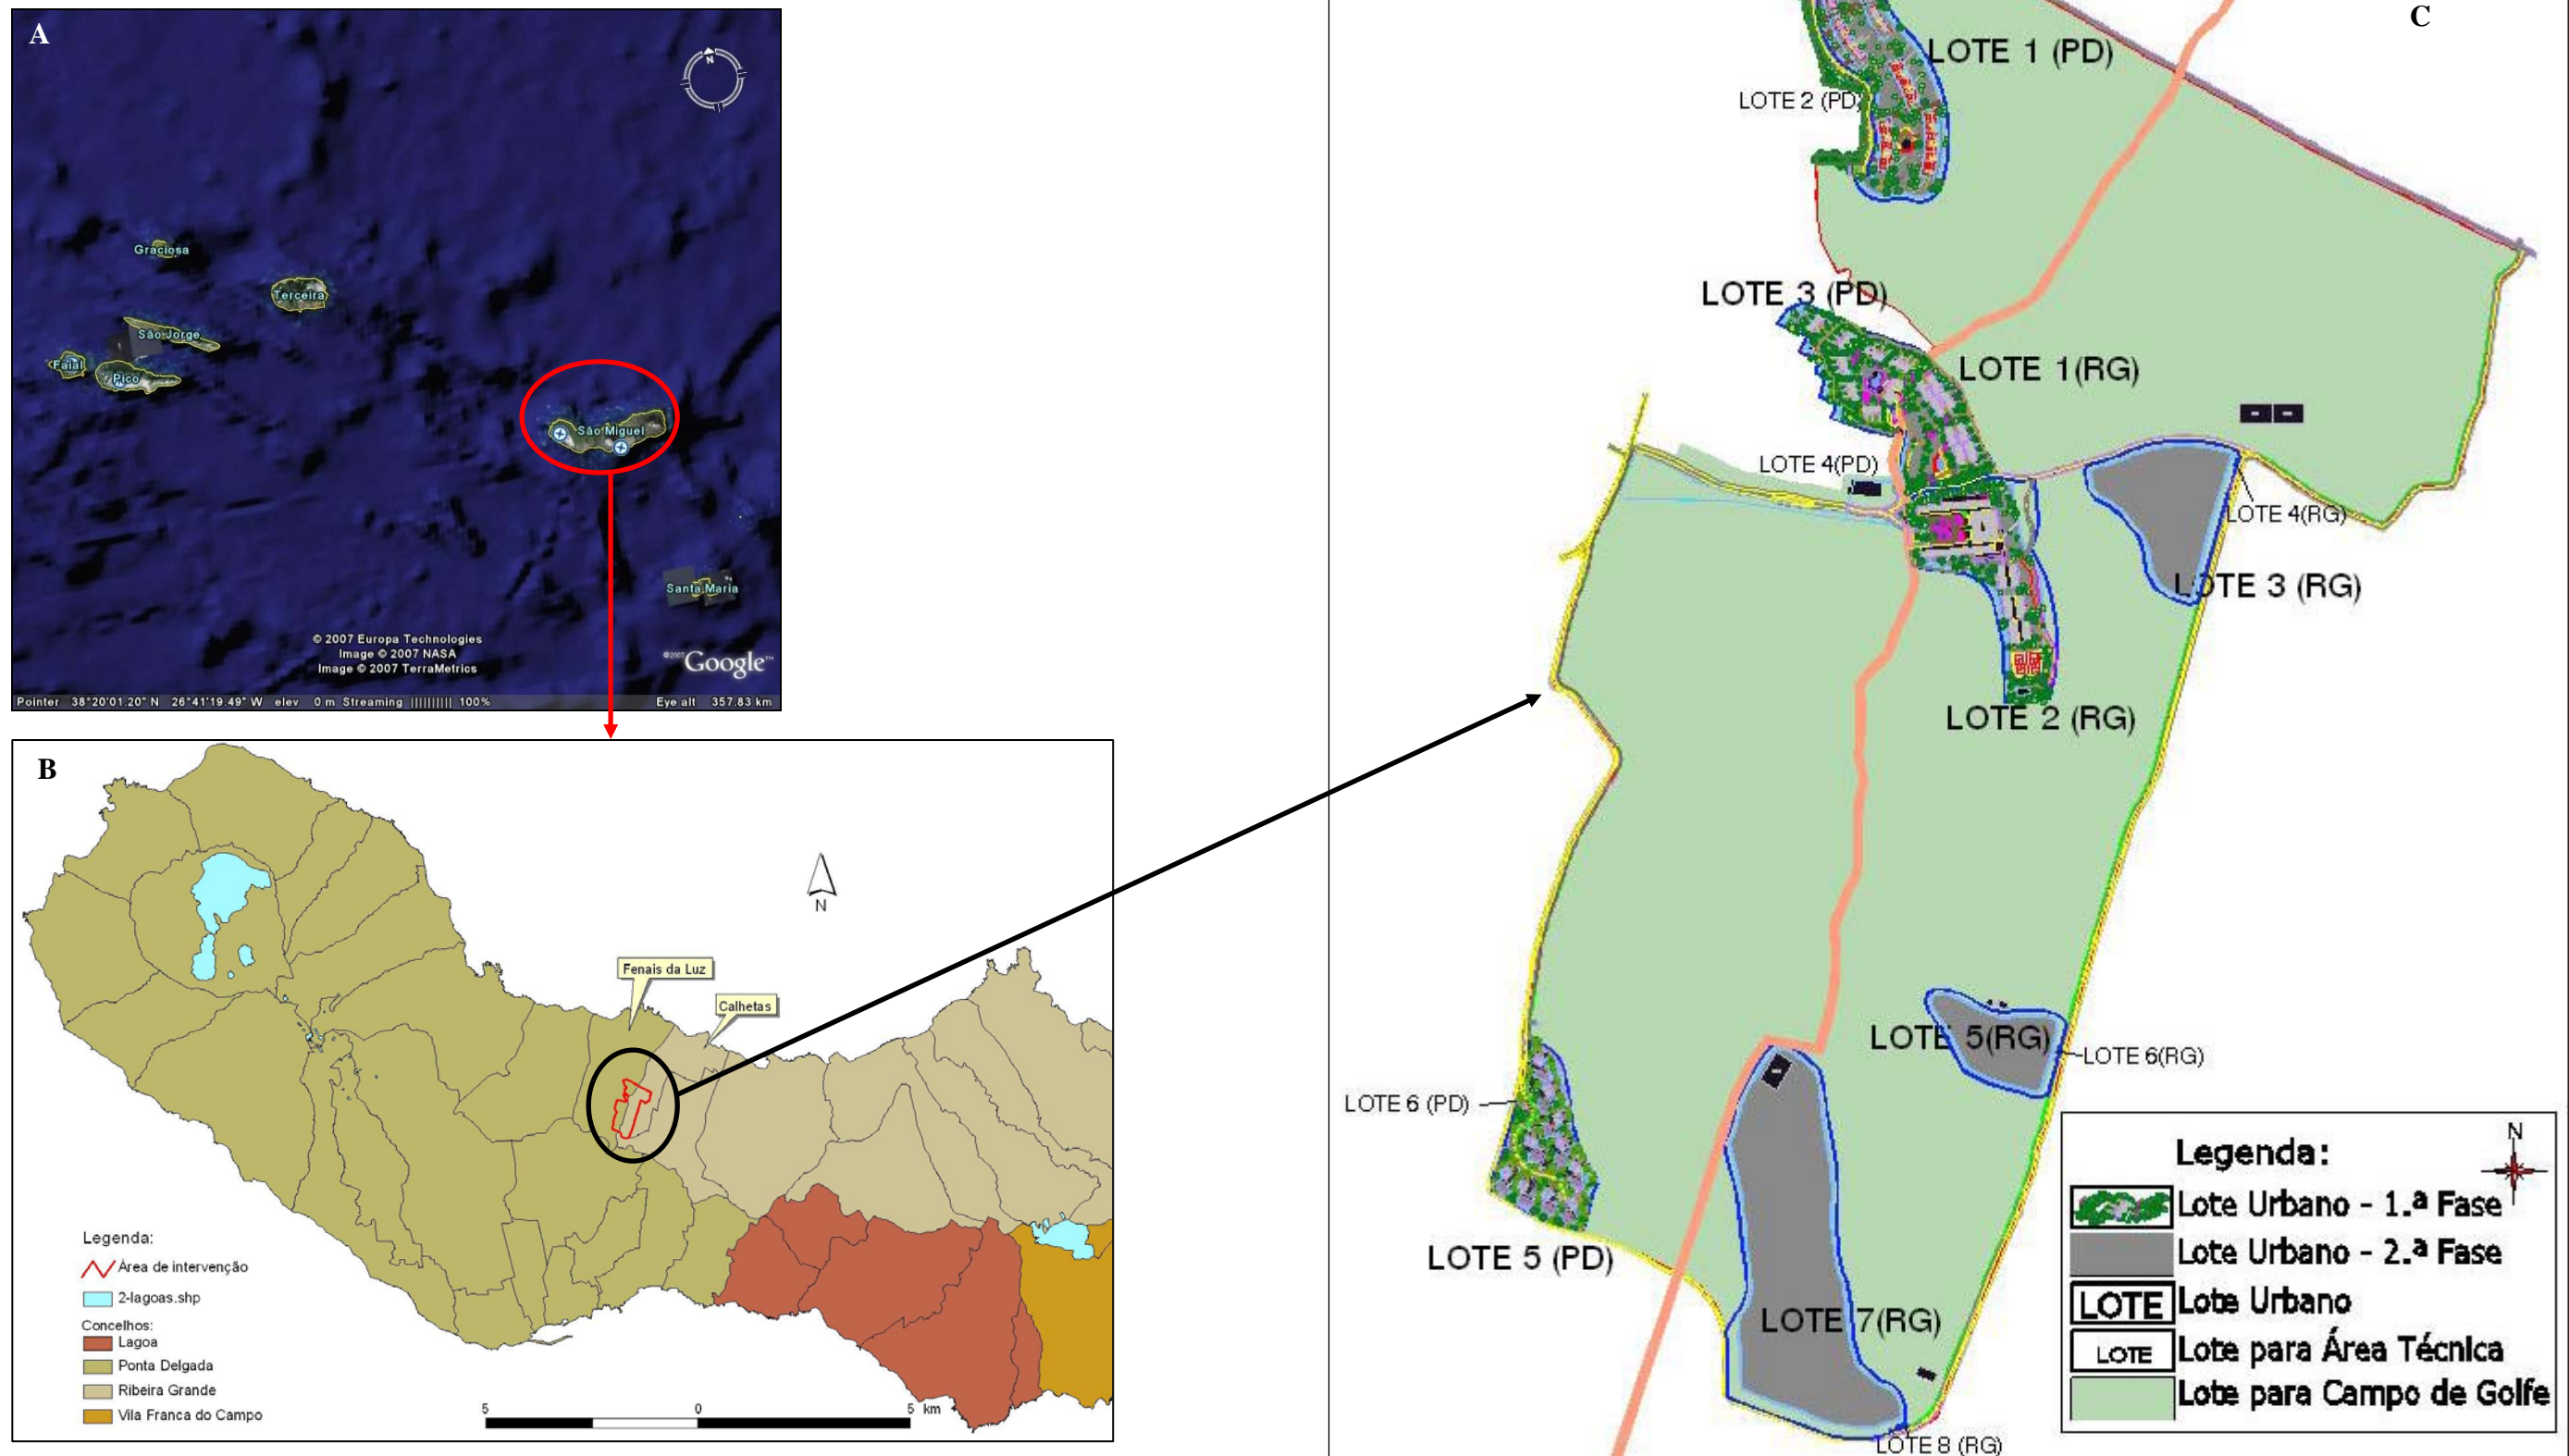 A
N
Graciosa
Terceira
São Jorge
Faial
Pico
São Miguel
Santa Maria
© 2007 Europa Technologies
Image © 2007 NASA
Image © 2007 TerraMetrics
©2007 Google™
Pointer 38°20'01.20" N 26°41'19.49" W elev 0 m Streaming |||||||||| 100% Eye alt 357.83 km
B
N
Fenais da Luz
Calhetas
Legenda:
Área de intervenção
2-lagoas.shp
Concelhos:
Lagoa
Ponta Delgada
Ribeira Grande
Vila Franca do Campo
5 0 5 km
C
LOTE 1 (PD)
LOTE 2 (PD)
LOTE 3 (PD)
LOTE 1(RG)
LOTE 4(PD)
LOTE 4(RG)
LOTE 3 (RG)
LOTE 2 (RG)
LOTE 5(RG)
LOTE 6(RG)
LOTE 6 (PD)
LOTE 5 (PD)
LOTE 7(RG)
LOTE 8 (RG)
Legenda:
N
Lote Urbano - 1.ª Fase
Lote Urbano - 2.ª Fase
LOTE Lote Urbano
LOTE Lote para Área Técnica
Lote para Campo de Golfe